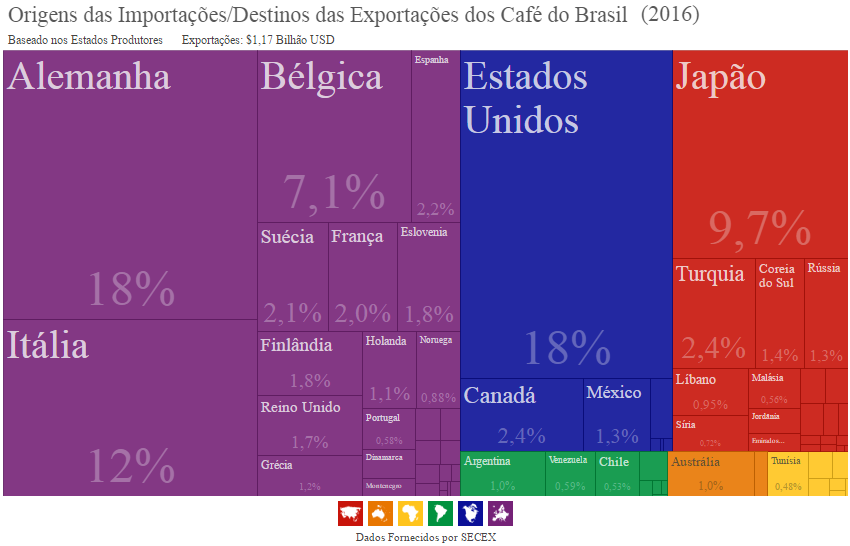 Origens das Importações/Destinos das Exportações dos Café do Brasil (2016)
Baseado nos Estados Produtores Exportações: $1,17 Bilhão USD
Alemanha
18%
Itália
12%
Bélgica
7,1%
Espanha
2,2%
Suécia
2,1%
França
2,0%
Eslovenia
1,8%
Finlândia
1,8%
Reino Unido
1,7%
Grécia
1,2%
Holanda
1,1%
Noruega
0,88%
Portugal
0,58%
Dinamarca
Montenegro
Estados
Unidos
18%
Canadá
2,4%
México
1,3%
Japão
9,7%
Turquia
2,4%
Coreia
do Sul
1,4%
Rússia
1,3%
Líbano
0,95%
Síria
0,72%
Malásia
0,56%
Jordânia
Emirados...
Argentina
1,0%
Venezuela
0,59%
Chile
0,53%
Austrália
1,0%
Tunísia
0,48%
Dados Fornecidos por SECEX